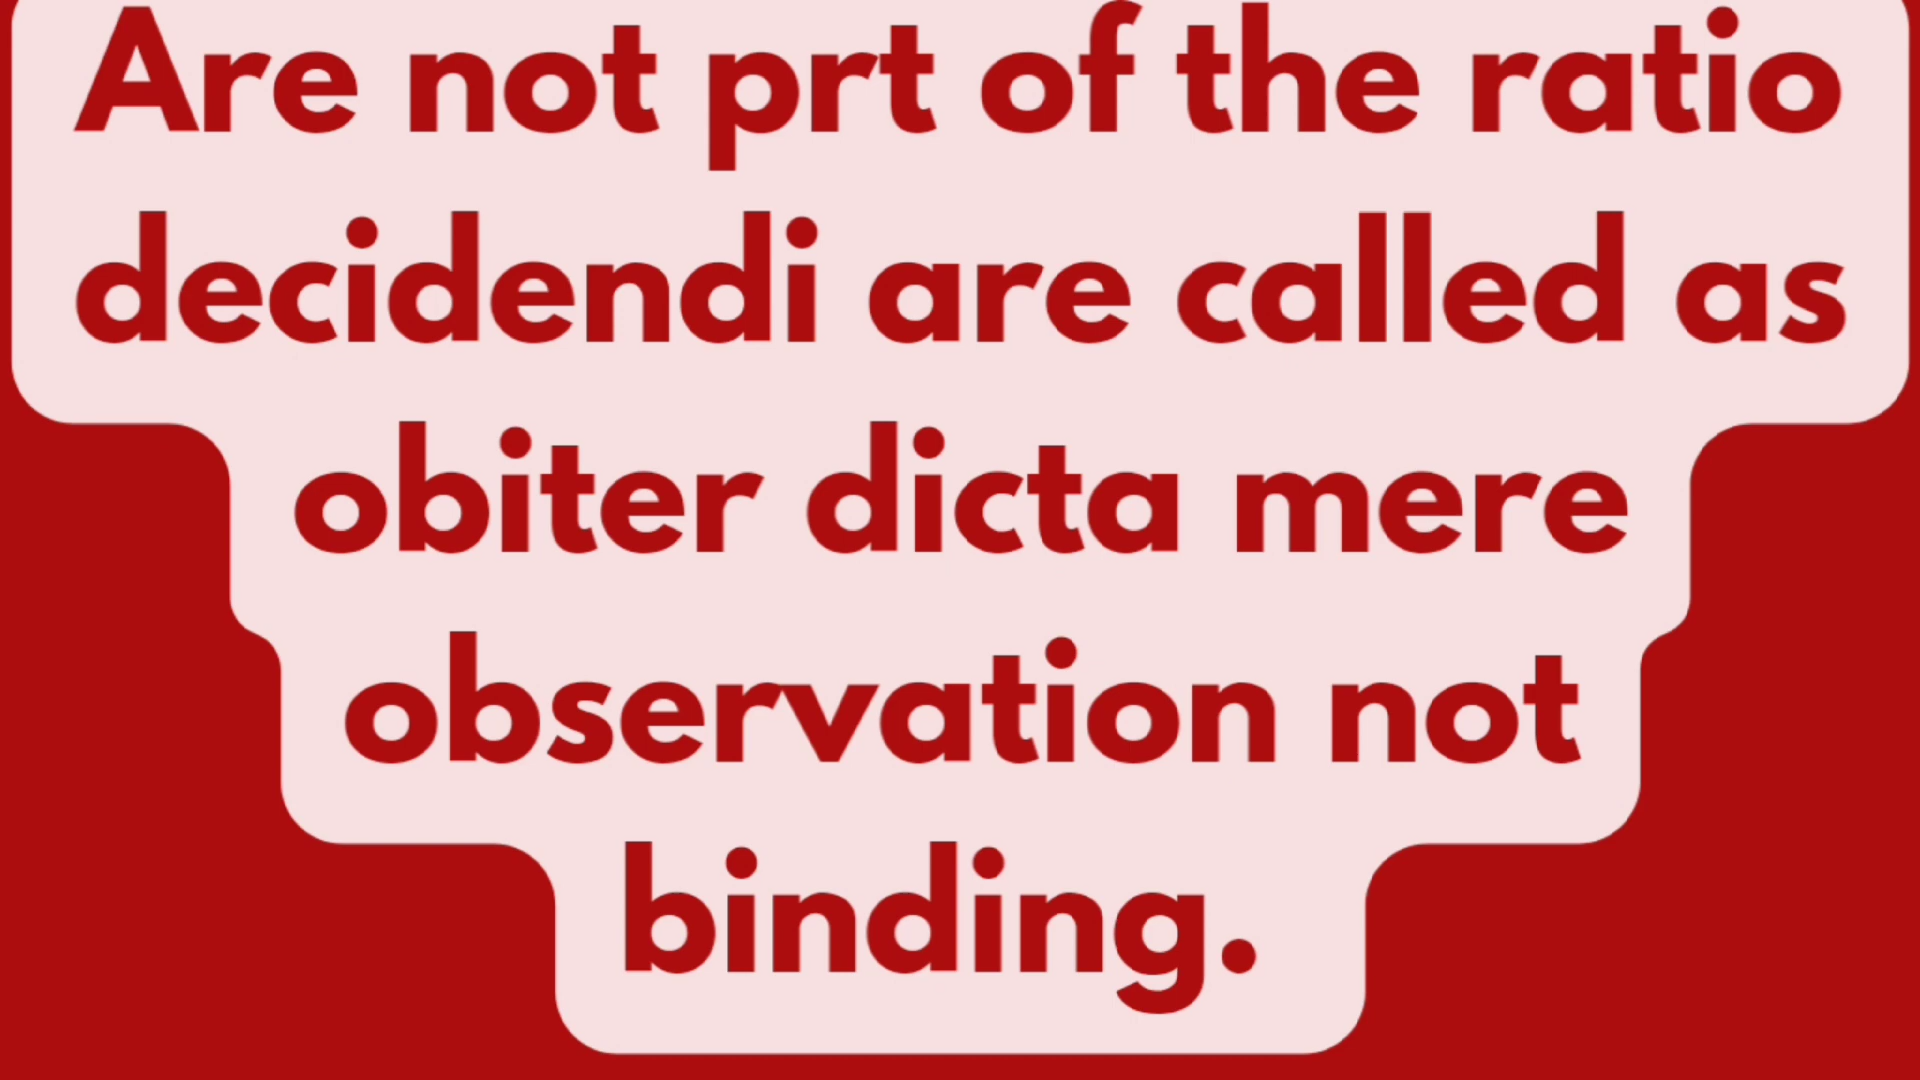 Are not prt of the ratio
decidendi are called as
obiter dicta mere
observation not
binding.